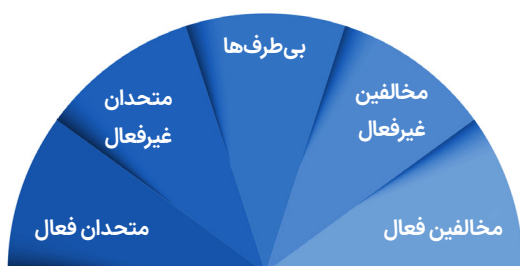 بی‌طرف‌ها
مخالفین
غیرفعال
متحدان
غیرفعال
مخالفین فعال
متحدان فعال